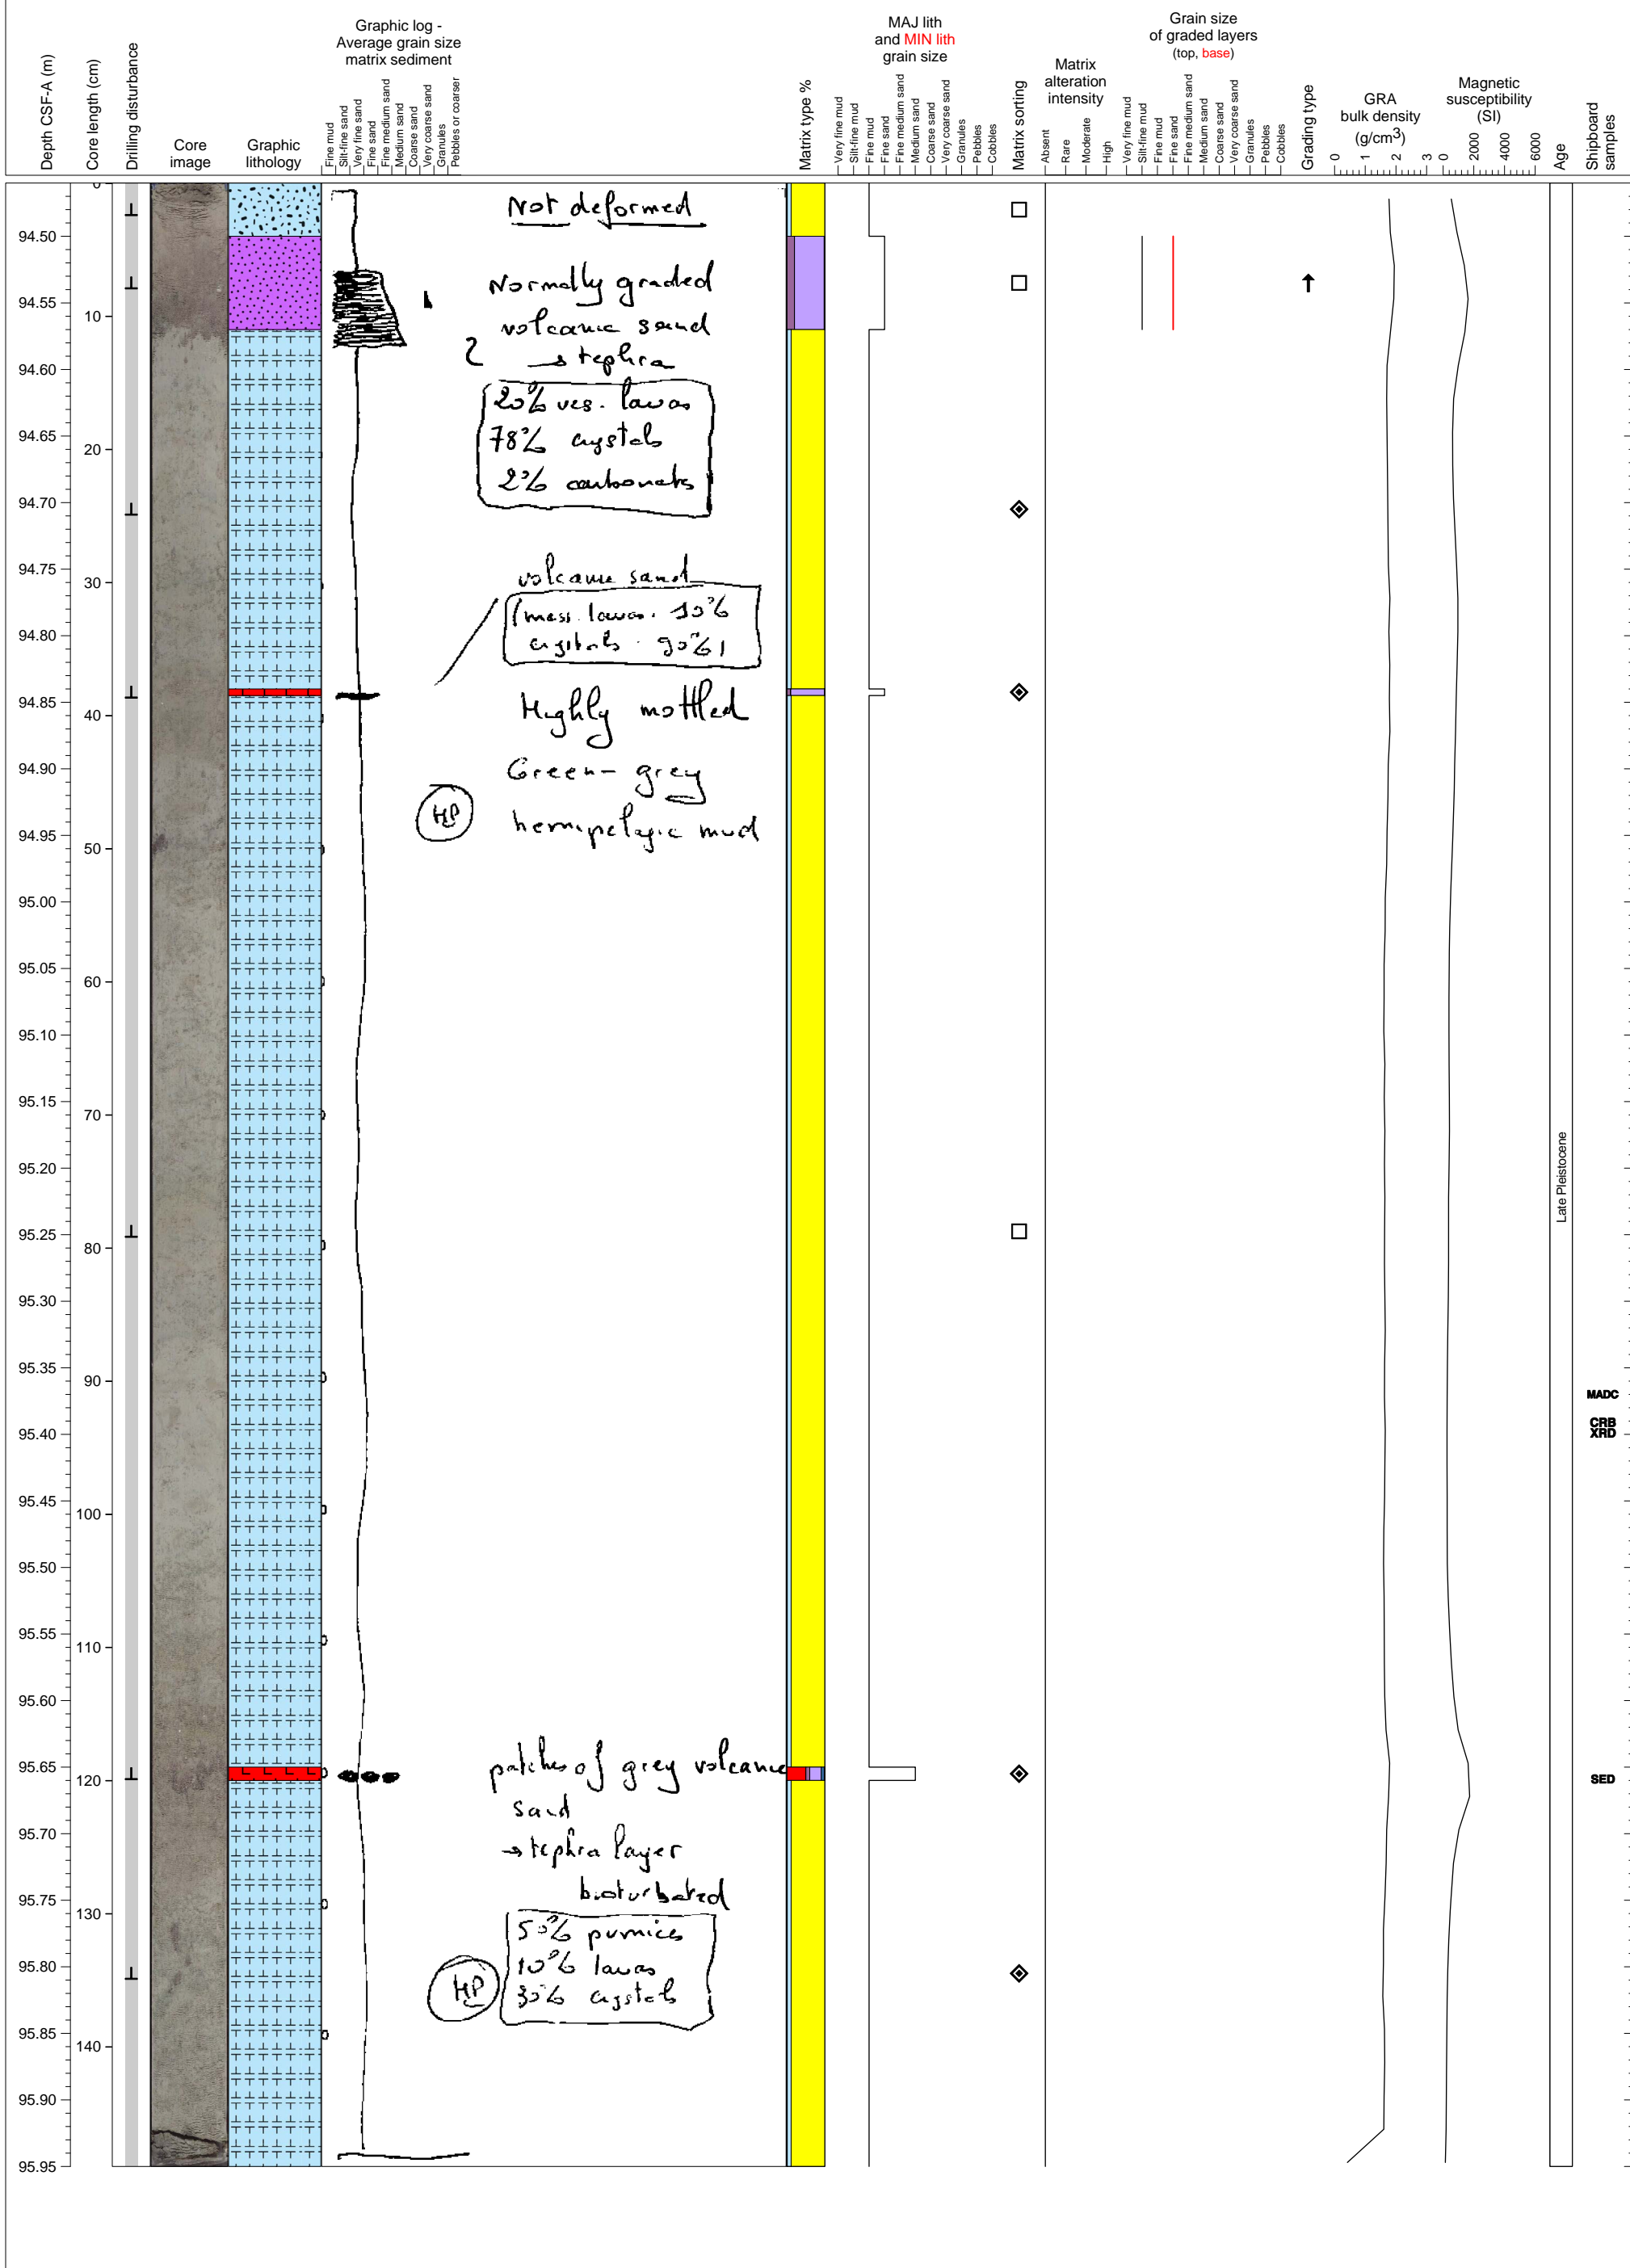 Depth CSF-A (m)
Core length (cm)
Drilling disturbance
Core
image
Graphic
lithology
Graphic log -
Average grain size
matrix sediment
Fine mud
Silt-fine sand
Very fine sand
Fine sand
Fine medium sand
Medium sand
Coarse sand
Very coarse sand
Granules
Pebbles or coarser
Matrix type %
MAJ lith
and MIN lith
grain size
Very fine mud
Silt-fine mud
Fine mud
Fine sand
Fine medium sand
Medium sand
Coarse sand
Very coarse sand
Granules
Pebbles
Cobbles
Matrix sorting
Matrix
alteration
intensity
Absent
Rare
Moderate
High
Grain size
of graded layers
(top, base)
Very fine mud
Silt-fine mud
Fine mud
Fine sand
Fine medium sand
Medium sand
Coarse sand
Very coarse sand
Granules
Pebbles
Cobbles
Grading type
GRA
bulk density
(g/cm3)
0 1 2 3
Magnetic
susceptibility
(SI)
0 2000 4000 6000
Age
Shipboard
samples
94.50
94.55
94.60
94.65
94.70
94.75
94.80
94.85
94.90
94.95
95.00
95.05
95.10
95.15
95.20
95.25
95.30
95.35
95.40
95.45
95.50
95.55
95.60
95.65
95.70
95.75
95.80
95.85
95.90
95.95
0
10
20
30
40
50
60
70
80
90
100
110
120
130
140
Not deformed
Normally graded
volcanic sand
? → tephra
20% ves. lavas
78% crystals
2% carbonates
volcanic sand
mass. lavas. 10%
crystals. 90%
Highly mottled
Green-grey
HP
hemipelagic mud
patches of grey volcanic
sand
→ tephra layer
bioturbated
50% pumices
10% lavas
HP
30% crystals
Late Pleistocene
MADC
CRB
XRD
SED